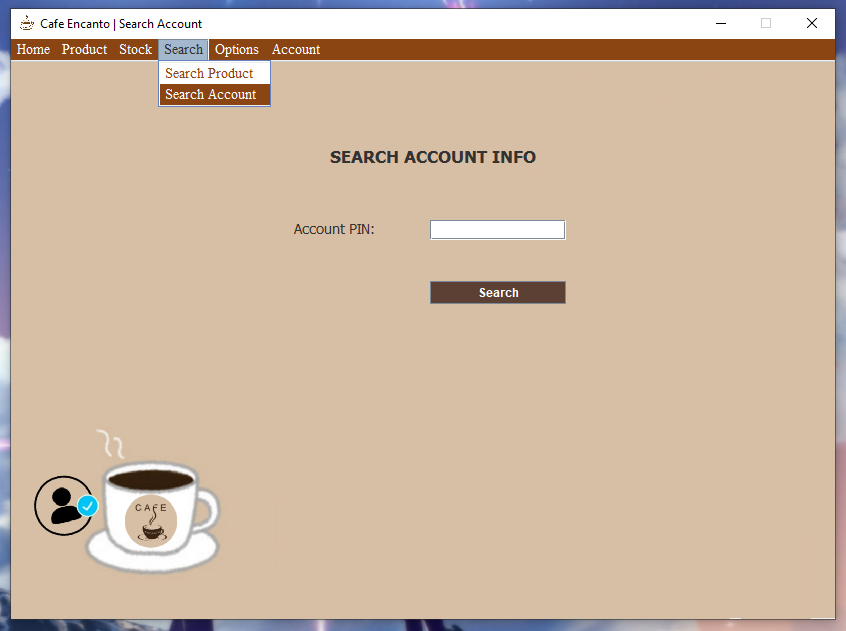 Cafe Encanto | Search Account
Home Product Stock Search Options Account
Search Product
Search Account
SEARCH ACCOUNT INFO
Account PIN:
Search
CAFE